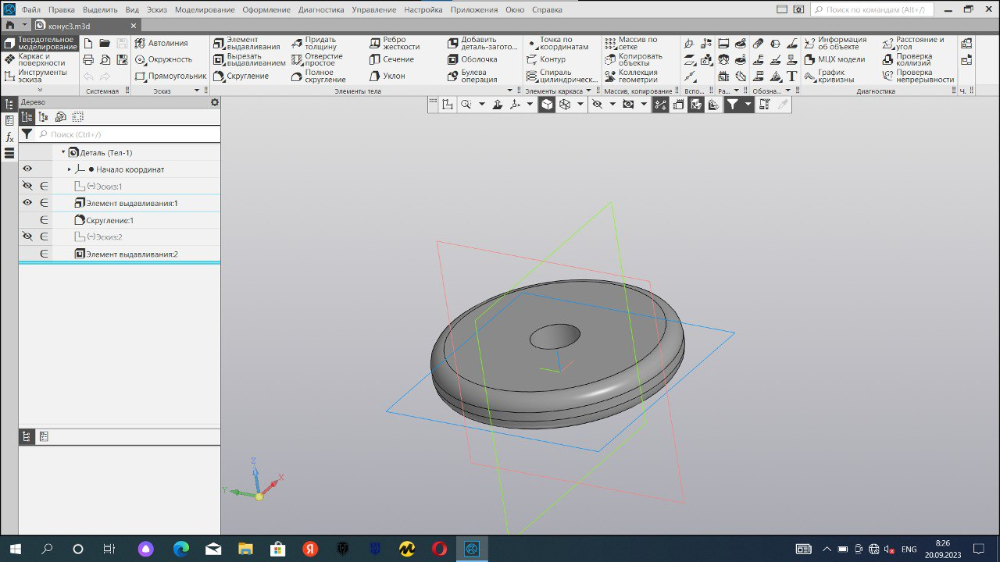 Файл Правка Выделить Вид Эскиз Моделирование Оформление Диагностика Управление Настройка Приложения Окно Справка
Поиск по командам (Alt+/)
конус3.m3d
Твердотельное
моделирование
Каркас и
поверхности
Инструменты
эскиза
Системная
Автолиния
Окружность
Прямоугольник
Эскиз
Элемент
выдавливания
Вырезать
выдавливанием
Скругление
Придать
толщину
Отверстие
простое
Полное
скругление
Ребро
жесткости
Сечение
Уклон
Добавить
деталь-загото...
Оболочка
Булева
операция
Элементы тела
Точка по
координатам
Контур
Спираль
цилиндрическ...
Элементы каркаса
Массив по
сетке
Копировать
объекты
Коллекция
геометрии
Массив, копирование
Вспо...
Ра...
Обозна...
Информация
об объекте
МЦХ модели
График
кривизны
Расстояние и
угол
Проверка
коллизий
Проверка
непрерывности
Диагностика
Ч.
Дерево
Поиск (Ctrl+/)
Деталь (Тел-1)
Начало координат
(−)Эскиз:1
Элемент выдавливания:1
Скругление:1
(−)Эскиз:2
Элемент выдавливания:2
Z
X
Y
ENG
8:26
20.09.2023